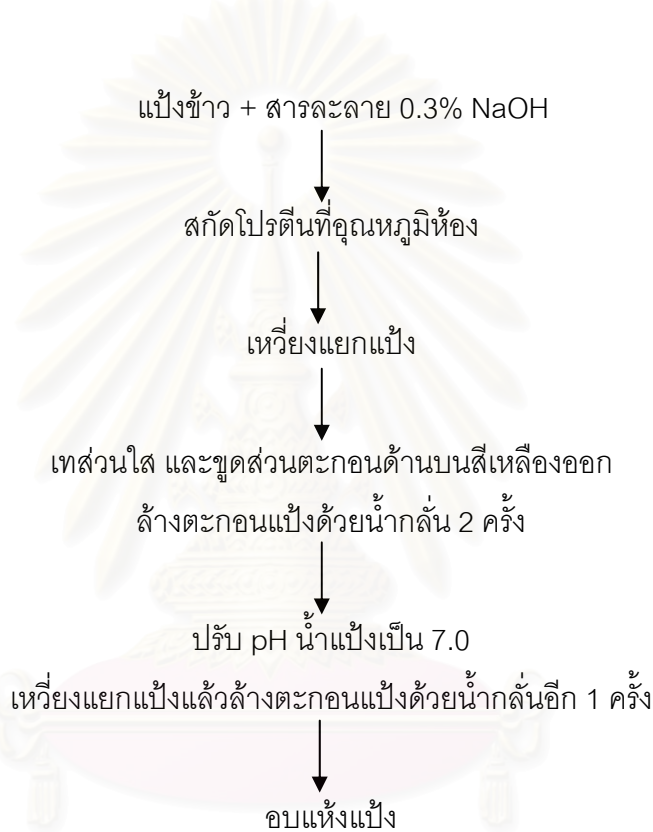 แป้งข้าว + สารละลาย 0.3% NaOH
สกัดโปรตีนที่อุณหภูมิห้อง
เหวี่ยงแยกแป้ง
เทส่วนใส และขูดส่วนตะกอนด้านบนสีเหลืองออก
ล้างตะกอนแป้งด้วยน้ำกลั่น 2 ครั้ง
ปรับ pH น้ำแป้งเป็น 7.0
เหวี่ยงแยกแป้งแล้วล้างตะกอนแป้งด้วยน้ำกลั่นอีก 1 ครั้ง
อบแห้งแป้ง